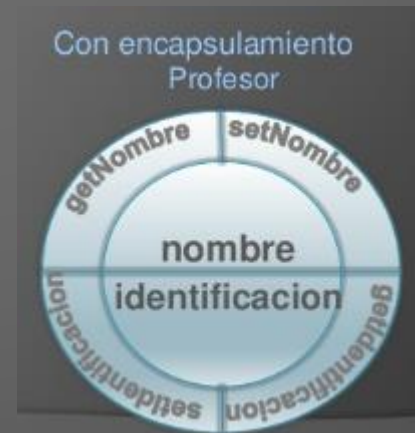 Con encapsulamiento
Profesor
getNombre
setNombre
nombre
identificacion
setIdentificacion
getIdentificacion